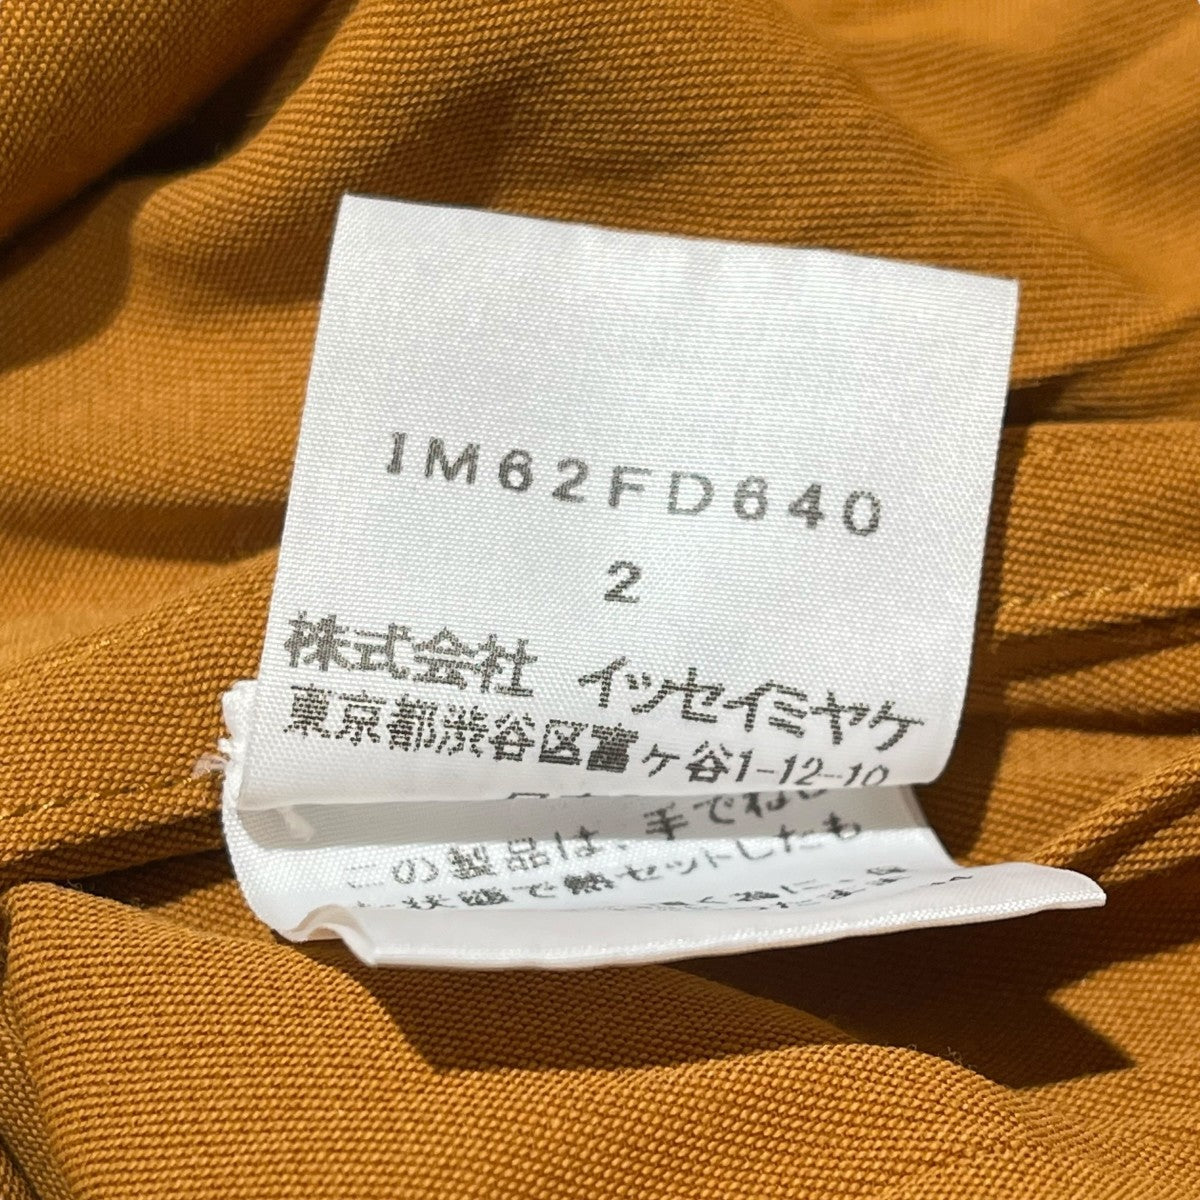 IM62FD640
2
株式会社 イッセイミヤケ
東京都渋谷区富ヶ谷1-12-10
この製品は、手でね
状態で熱セットしたも